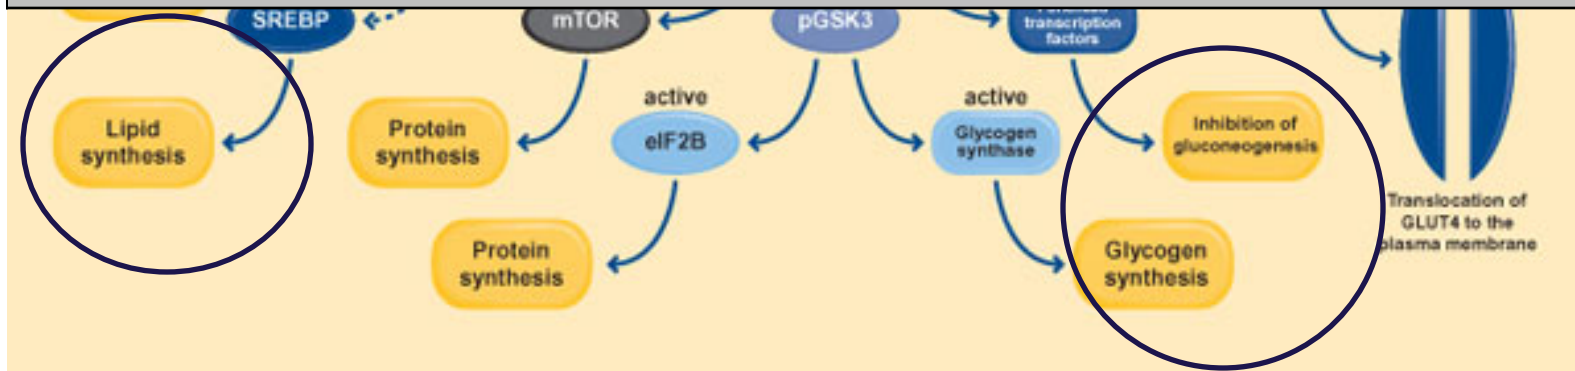 SREBP
mTOR
pGSK3
transcription
factors
active
active
Lipid
synthesis
Protein
synthesis
eIF2B
Glycogen
synthase
Inhibition of
gluconeogenesis
Translocation of
GLUT4 to the
plasma membrane
Protein
synthesis
Glycogen
synthesis